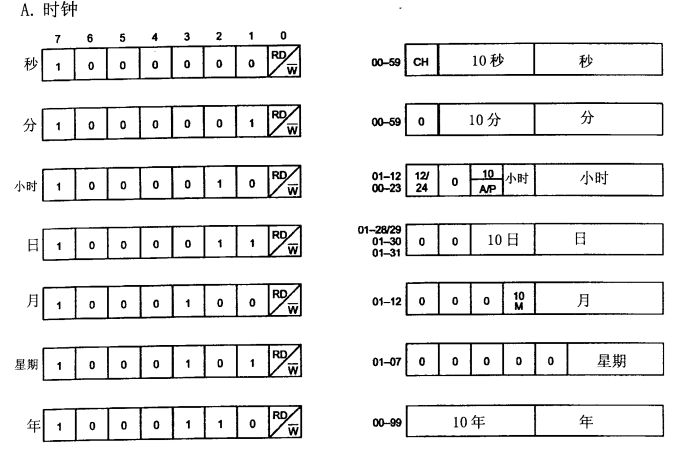 A. 时钟
7 6 5 4 3 2 1 0
秒 1 0 0 0 0 0 0 RD/W̅ 00–59 CH 10秒 秒
分 1 0 0 0 0 0 1 RD/W̅ 00–59 0 10分 分
小时 1 0 0 0 0 1 0 RD/W̅ 01–12 00–23 12/24 0 10 A/P 小时 小时
日 1 0 0 0 0 1 1 RD/W̅ 01–28/29 01–30 01–31 0 0 10日 日
月 1 0 0 0 1 0 0 RD/W̅ 01–12 0 0 0 10 M 月
星期 1 0 0 0 1 0 1 RD/W̅ 01–07 0 0 0 0 0 星期
年 1 0 0 0 1 1 0 RD/W̅ 00–99 10年 年